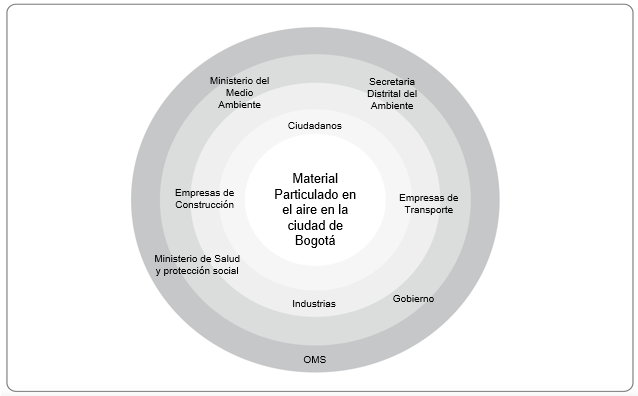 Ministerio del
Medio
Ambiente
Secretaria
Distrital del
Ambiente
Ciudadanos
Material
Particulado en
el aire en la
ciudad de
Bogotá
Empresas de
Construcción
Empresas de
Transporte
Ministerio de Salud
y protección social
Industrias
Gobierno
OMS